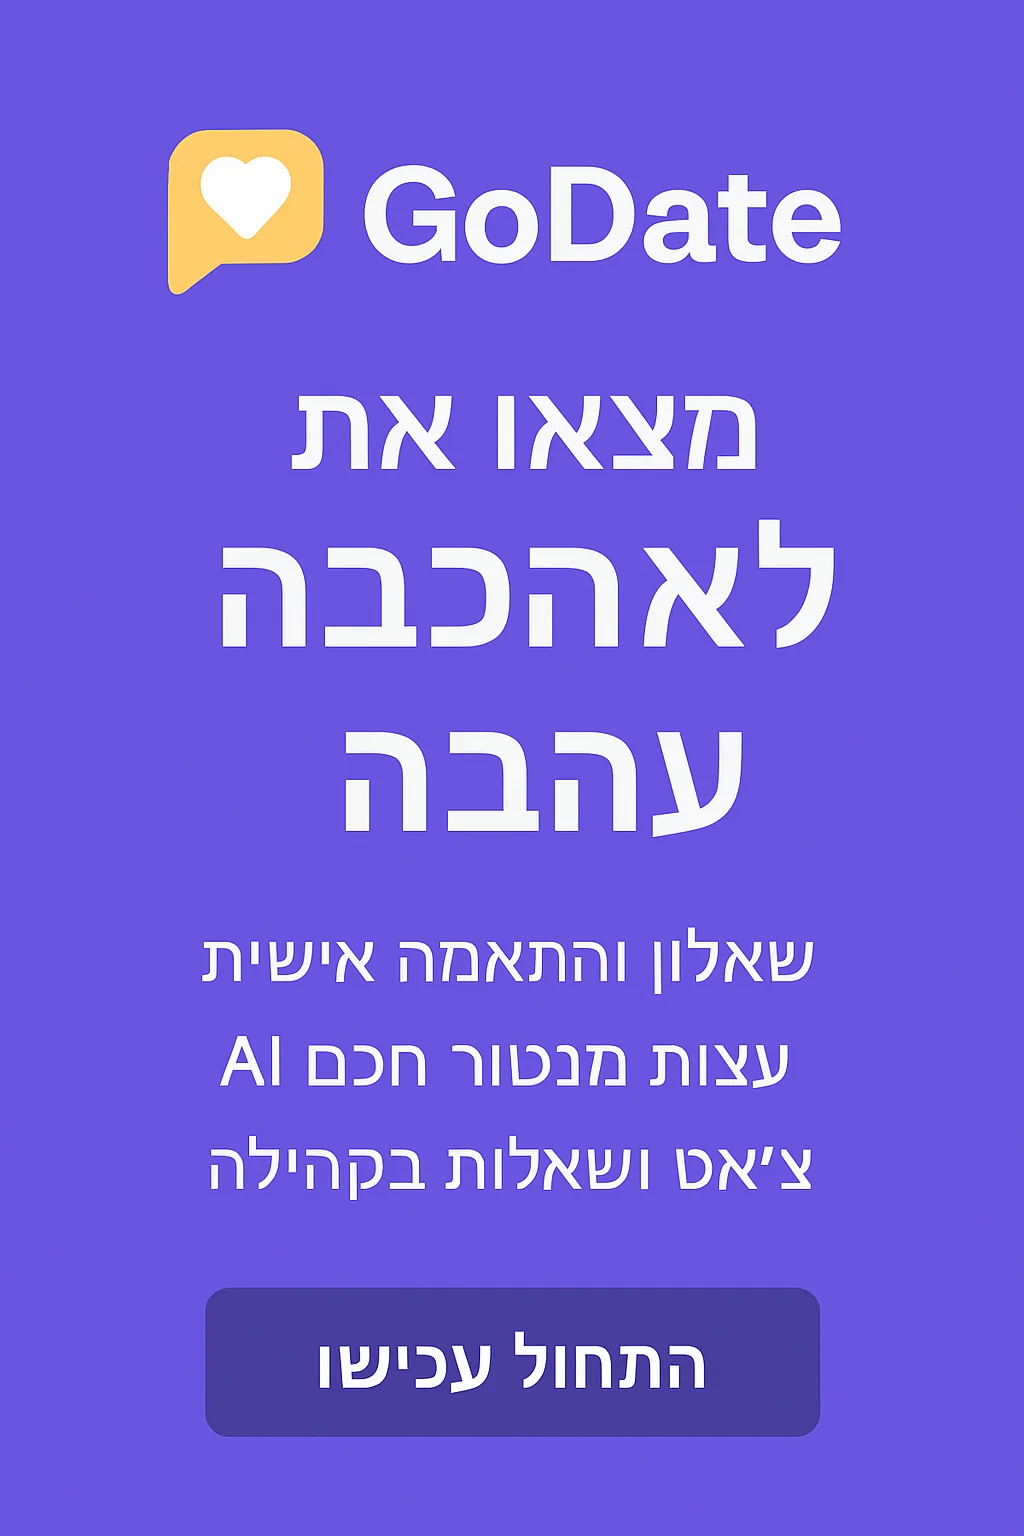 GoDate
מצאו את
לאהכבה
עהבה
שאלון והתאמה אישית
עצות מנטור חכם AI
צ׳אט ושאלות בקהילה
התחול עכישו